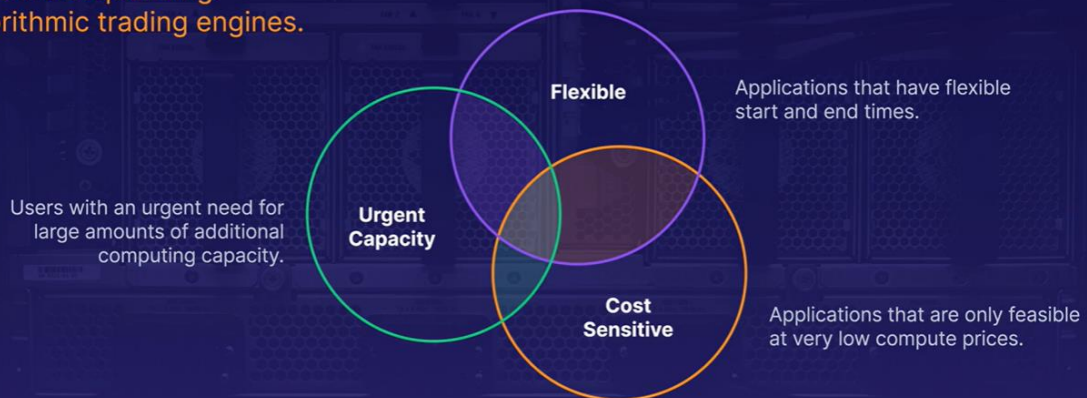 trading engines.
Flexible
Applications that have flexible
start and end times.
Users with an urgent need for
large amounts of additional
computing capacity.
Urgent
Capacity
Cost
Sensitive
Applications that are only feasible
at very low compute prices.